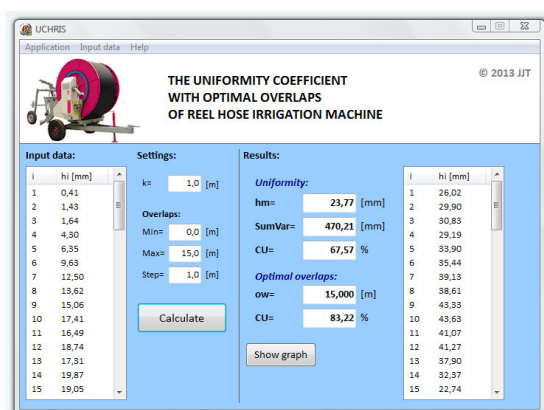 UCHRIS
Application Input data Help
© 2013 JJT
THE UNIFORMITY COEFFICIENT
WITH OPTIMAL OVERLAPS
OF REEL HOSE IRRIGATION MACHINE
Input data:
i hi [mm]
1 0,41
2 1,43
3 1,64
4 4,30
5 6,35
6 9,63
7 12,50
8 13,62
9 15,06
10 17,41
11 16,49
12 18,74
13 17,31
14 19,87
15 19,05
Settings:
k= 1,0 [m]
Overlaps:
Min= 0,0 [m]
Max= 15,0 [m]
Step= 1,0 [m]
Calculate
Results:
Uniformity:
hm= 23,77 [mm]
SumVar= 470,21 [mm]
CU= 67,57 %
Optimal overlaps:
ow= 15,000 [m]
CU= 83,22 %
Show graph
i hi [mm]
1 26,02
2 29,90
3 30,83
4 29,19
5 33,90
6 35,44
7 39,13
8 38,61
9 43,33
10 43,63
11 41,07
12 41,27
13 37,90
14 32,37
15 22,74